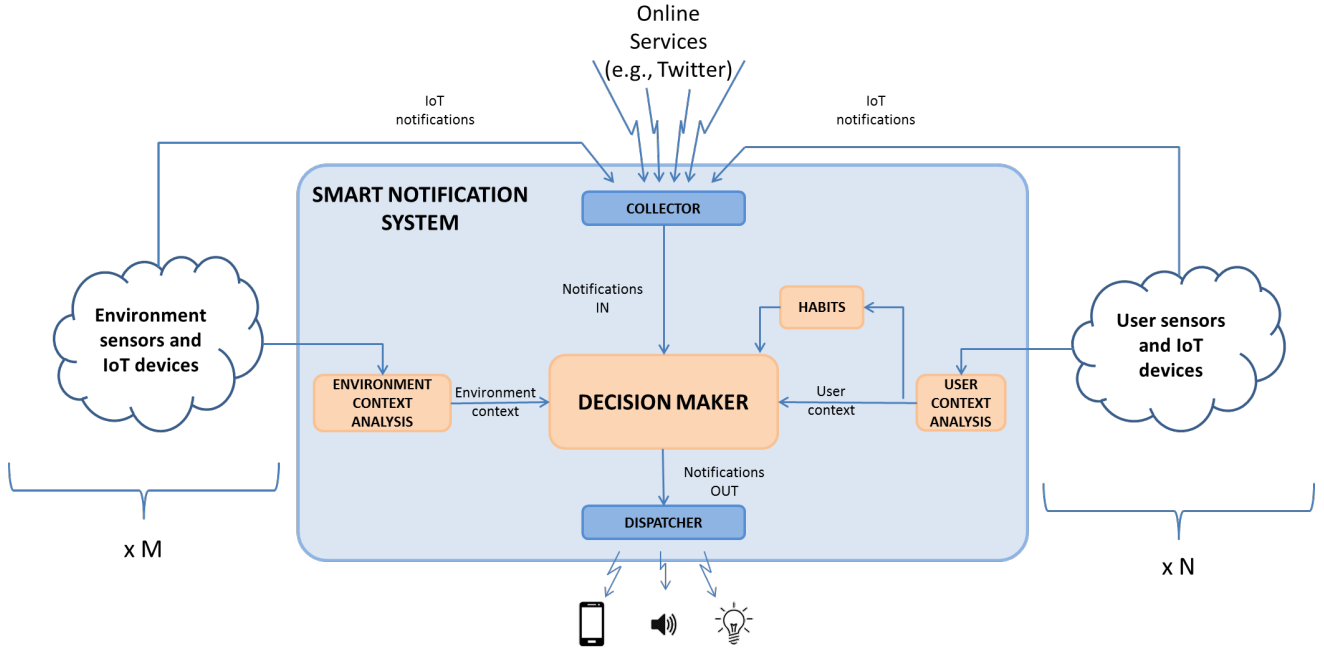 Online
Services
(e.g., Twitter)
IoT
notifications
IoT
notifications
SMART NOTIFICATION
SYSTEM
COLLECTOR
Notifications
IN
HABITS
Environment
sensors and
IoT devices
User sensors
and IoT
devices
ENVIRONMENT
CONTEXT
ANALYSIS
Environment
context
DECISION MAKER
User
context
USER
CONTEXT
ANALYSIS
Notifications
OUT
DISPATCHER
x M
x N